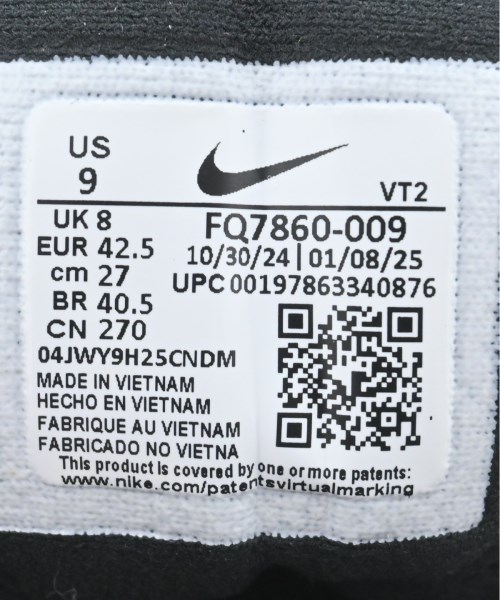 US
9
VT2
UK 8
EUR 42.5
cm 27
BR 40.5
CN 270
FQ7860-009
10/30/24 | 01/08/25
UPC 00197863340876
04JWY9H25CNDM
MADE IN VIETNAM
HECHO EN VIETNAM
FABRIQUE AU VIETNAM
FABRICADO NO VIETNA
This product is covered by one or more patents:
www.nike.com/patentsvirtualmarking